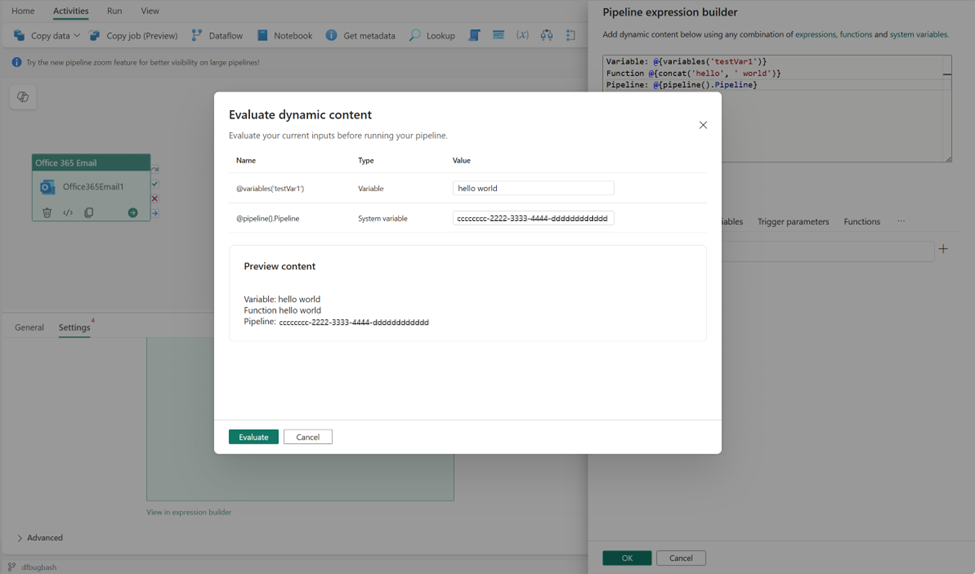 Home Activities Run View
Copy data Copy job (Preview) Dataflow Notebook Get metadata Lookup
Try the new pipeline zoom feature for better visibility on large pipelines!
Office 365 Email
Office365Email1
General Settings
View in expression builder
Advanced
dfbugbash
Pipeline expression builder
Add dynamic content below using any combination of expressions, functions and system variables.
Variable: @{variables('testVar1')}
Function @{concat('hello', ' world')}
Pipeline: @{pipeline().Pipeline}
Trigger parameters Functions ...
OK Cancel
Evaluate dynamic content
Evaluate your current inputs before running your pipeline.
Name Type Value
@variables('testVar1') Variable hello world
@pipeline().Pipeline System variable cccccccc-2222-3333-4444-dddddddddddd
Preview content
Variable: hello world
Function hello world
Pipeline: cccccccc-2222-3333-4444-dddddddddddd
Evaluate Cancel